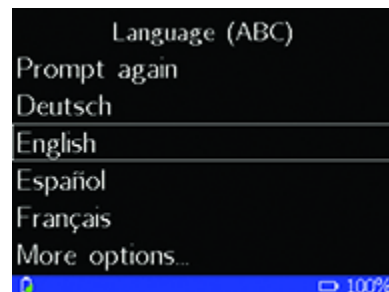 Language (ABC)
Prompt again
Deutsch
English
Español
Français
More options...
100%